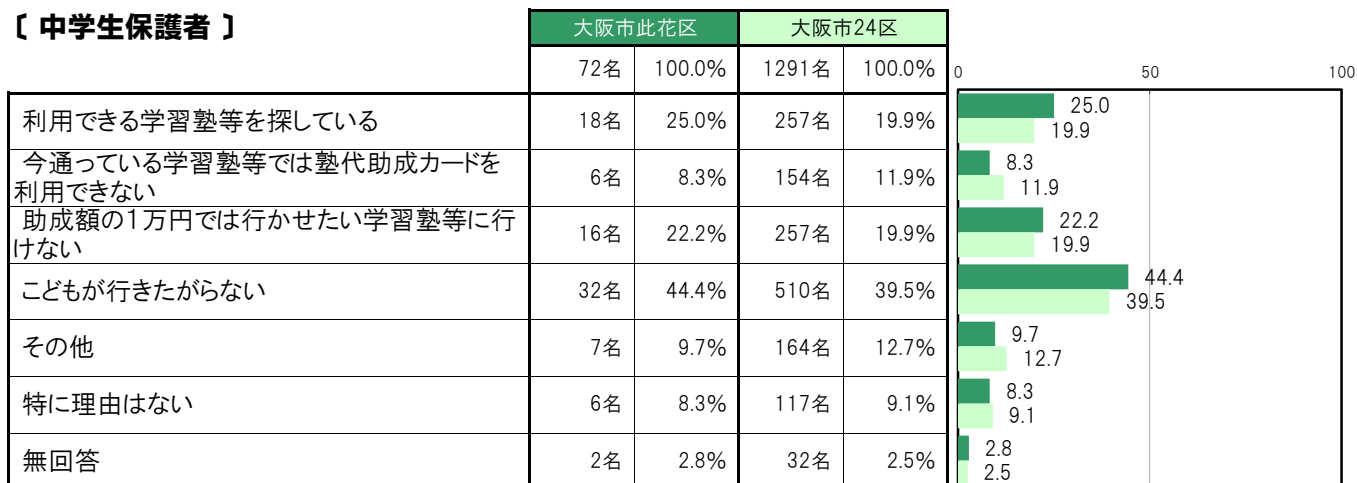 〔 中学生保護者 〕
大阪市此花区 大阪市24区
72名 100.0% 1291名 100.0%
0 50 100
利用できる学習塾等を探している 18名 25.0% 257名 19.9%
25.0
19.9
今通っている学習塾等では塾代助成カードを
利用できない
6名 8.3% 154名 11.9%
8.3
11.9
助成額の1万円では行かせたい学習塾等に行
けない
16名 22.2% 257名 19.9%
22.2
19.9
こどもが行きたがらない 32名 44.4% 510名 39.5%
44.4
39.5
その他 7名 9.7% 164名 12.7%
9.7
12.7
特に理由はない 6名 8.3% 117名 9.1%
8.3
9.1
無回答 2名 2.8% 32名 2.5%
2.8
2.5